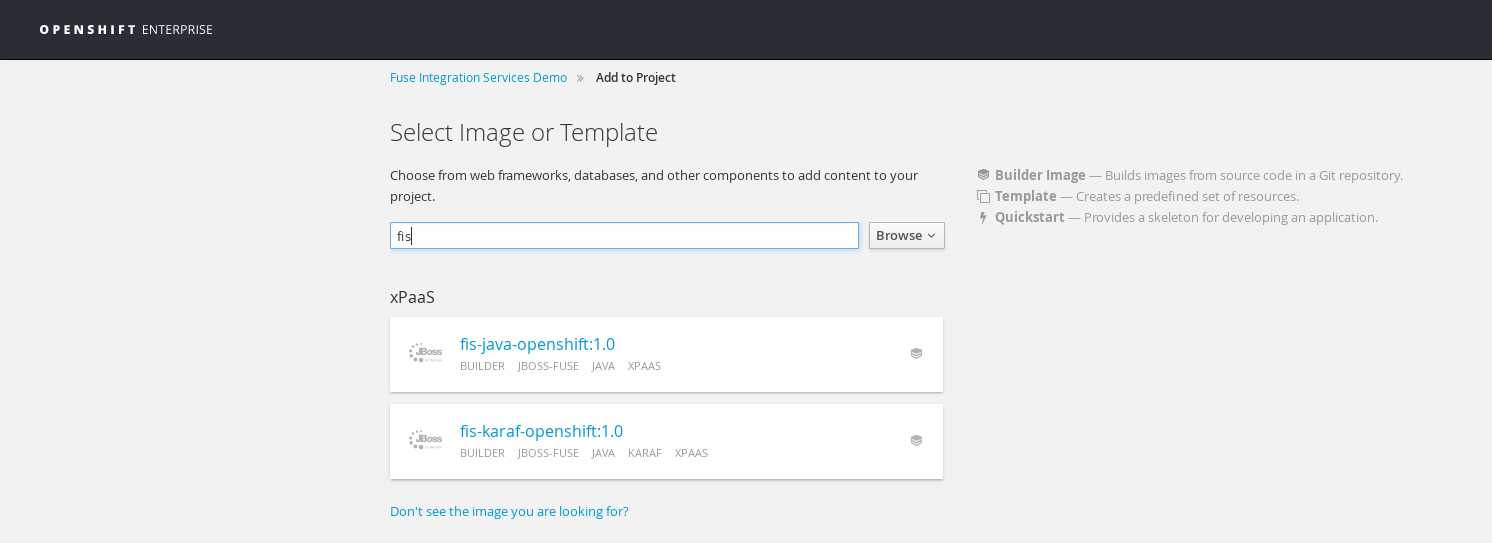 OPENSHIFT ENTERPRISE
Fuse Integration Services Demo » Add to Project
Select Image or Template
Choose from web frameworks, databases, and other components to add content to your
project.
Builder Image — Builds images from source code in a Git repository.
Template — Creates a predefined set of resources.
Quickstart — Provides a skeleton for developing an application.
fis
Browse
xPaaS
JBoss
fis-java-openshift:1.0
BUILDER JBOSS-FUSE JAVA XPAAS
JBoss
fis-karaf-openshift:1.0
BUILDER JBOSS-FUSE JAVA KARAF XPAAS
Don't see the image you are looking for?